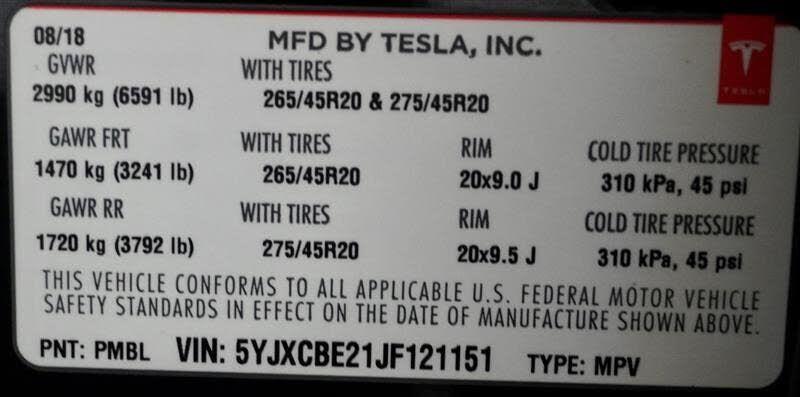 08/18 MFD BY TESLA, INC.
GVWR WITH TIRES
2990 kg (6591 lb) 265/45R20 & 275/45R20
TESLA
GAWR FRT WITH TIRES RIM COLD TIRE PRESSURE
1470 kg (3241 lb) 265/45R20 20x9.0 J 310 kPa, 45 psi
GAWR RR WITH TIRES RIM COLD TIRE PRESSURE
1720 kg (3792 lb) 275/45R20 20x9.5 J 310 kPa, 45 psi
THIS VEHICLE CONFORMS TO ALL APPLICABLE U.S. FEDERAL MOTOR VEHICLE
SAFETY STANDARDS IN EFFECT ON THE DATE OF MANUFACTURE SHOWN ABOVE.
PNT: PMBL VIN: 5YJXCBE21JF121151 TYPE: MPV